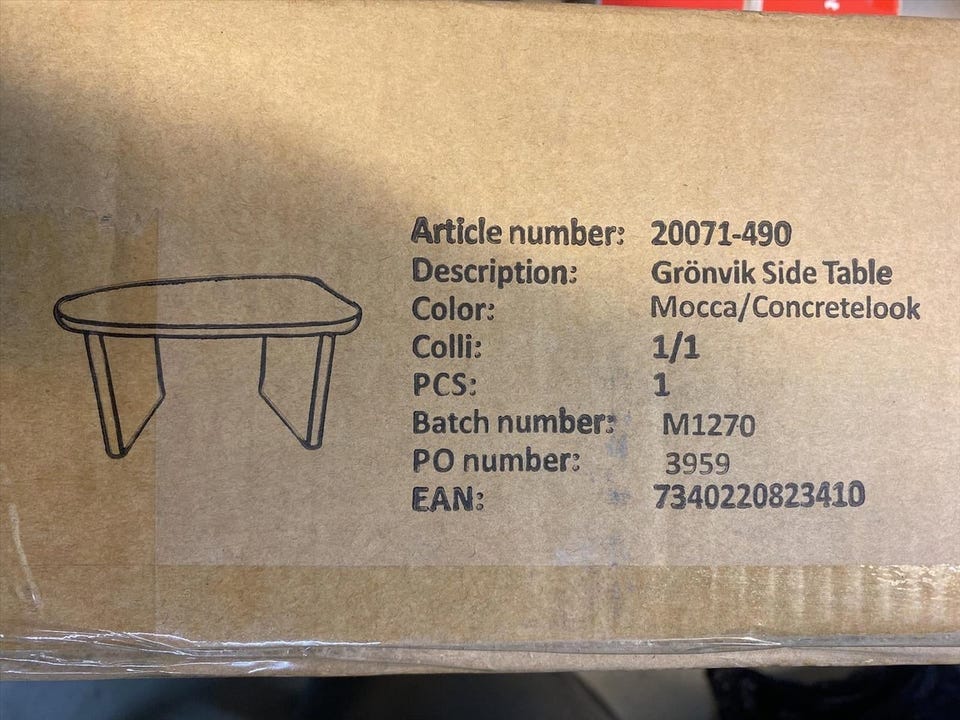 Article number: 20071-490
Description: Grönvik Side Table
Color: Mocca/Concretelook
Colli: 1/1
PCS: 1
Batch number: M1270
PO number: 3959
EAN: 7340220823410